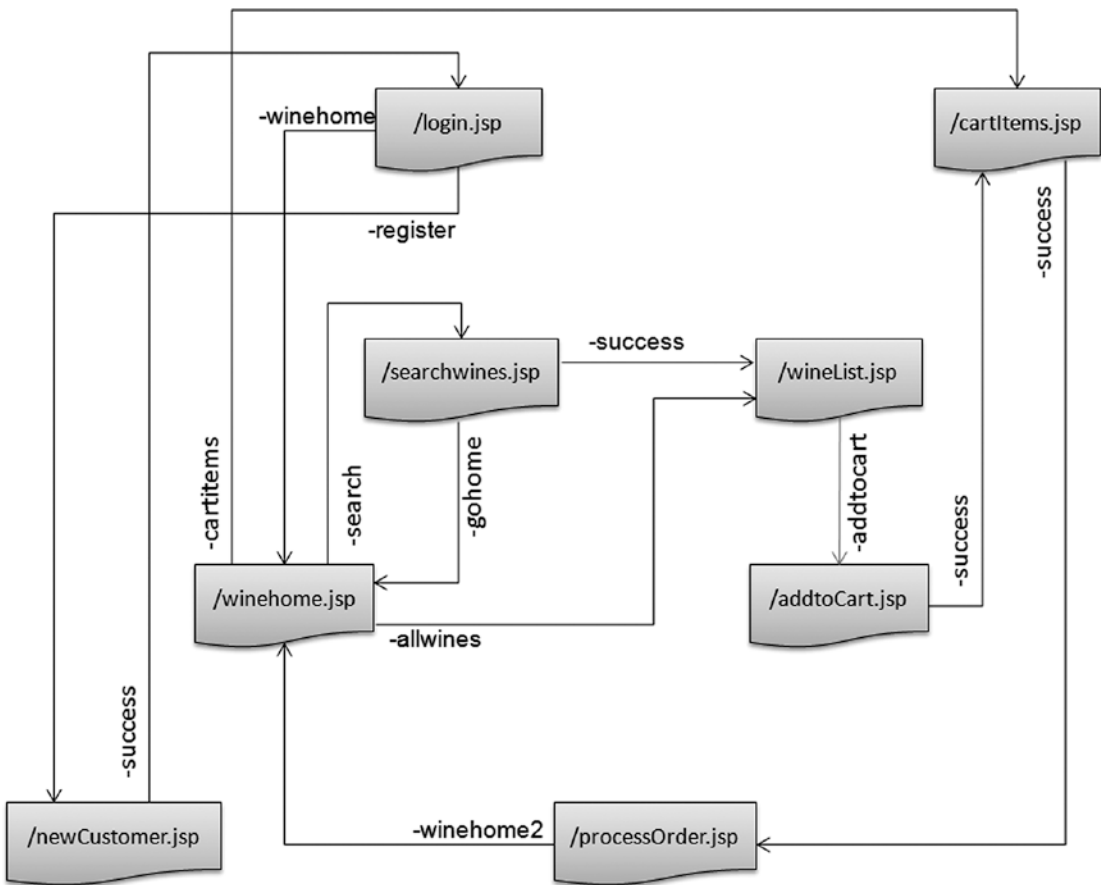 -winehome
/login.jsp
/cartItems.jsp
-register
-success
-success
/searchwines.jsp
/wineList.jsp
-cartitems
-search
-gohome
-addtocart
-success
/winehome.jsp
/addtoCart.jsp
-allwines
-success
/newCustomer.jsp
-winehome2
/processOrder.jsp